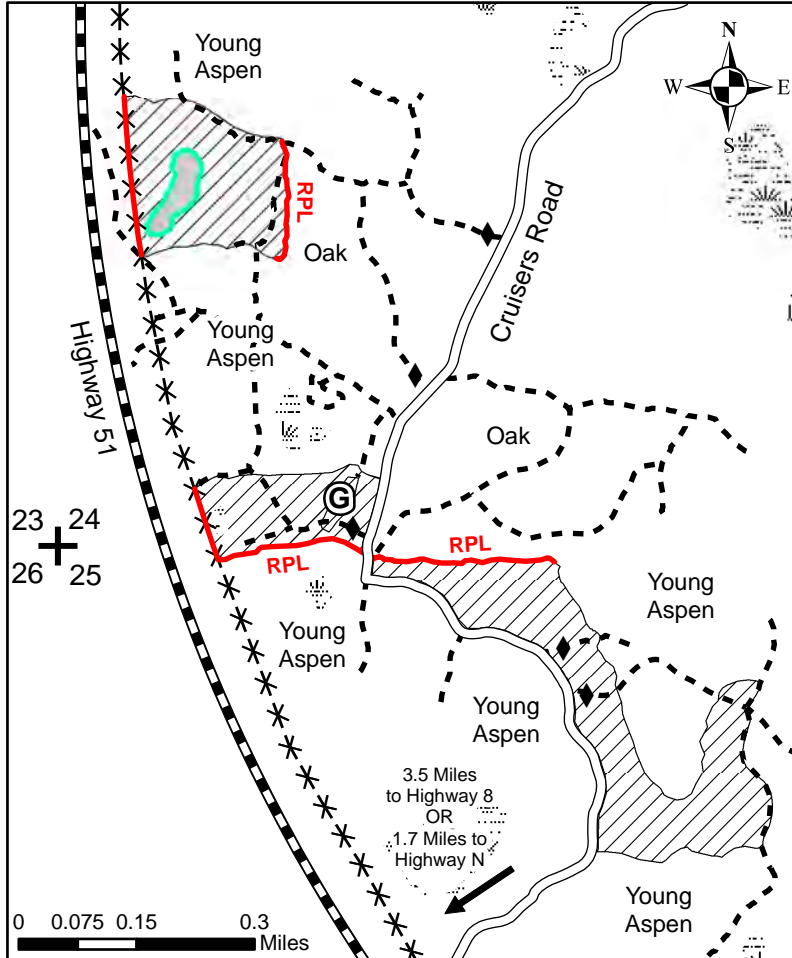 Young
Aspen
N
W
E
S
RPL
Oak
Cruisers Road
Young
Aspen
Highway 51
Oak
G
23 24
26 25
RPL
RPL
Young
Aspen
Young
Aspen
Young
Aspen
3.5 Miles
to Highway 8
OR
1.7 Miles to
Highway N
Young
Aspen
0 0.075 0.15 0.3
Miles